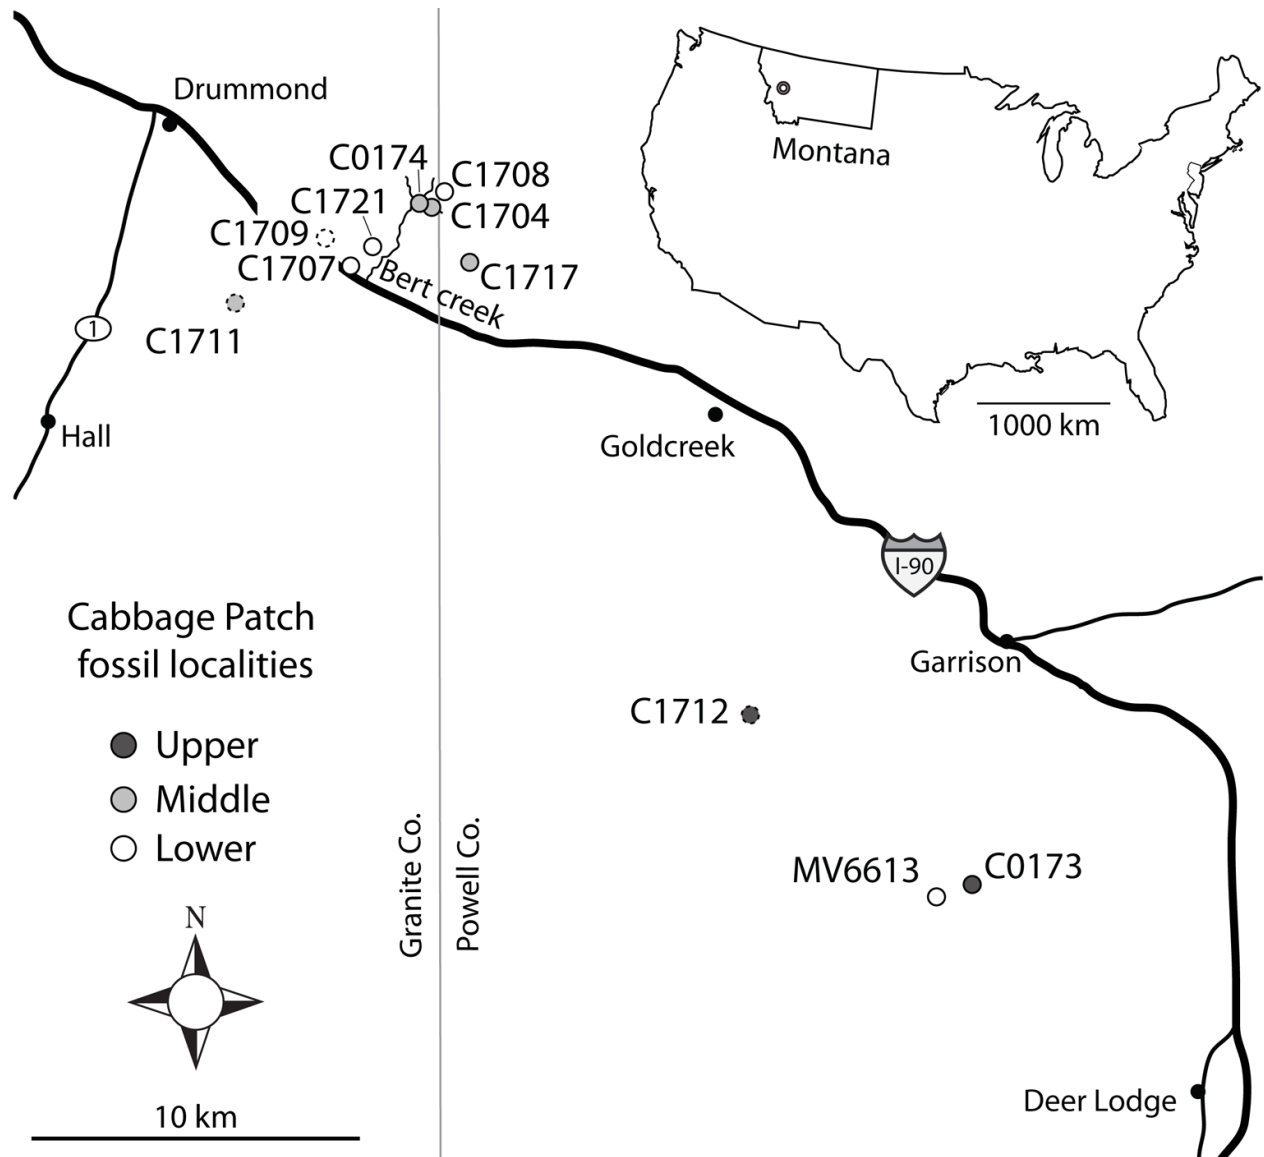 Drummond
C0174
C1708
C1721
C1704
C1709
C1707
Bert creek
C1717
C1711
1
Hall
Montana
1000 km
Goldcreek
I-90
Garrison
Cabbage Patch
fossil localities
Upper
Middle
Lower
C1712
Granite Co.
Powell Co.
MV6613
C0173
N
10 km
Deer Lodge